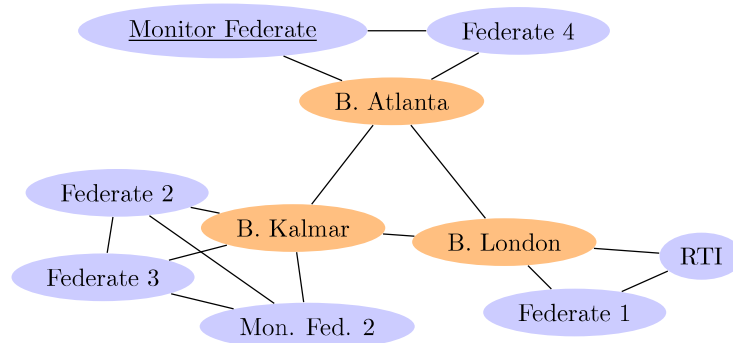 Monitor Federate
Federate 4
B. Atlanta
Federate 2
B. Kalmar
B. London
RTI
Federate 3
Federate 1
Mon. Fed. 2